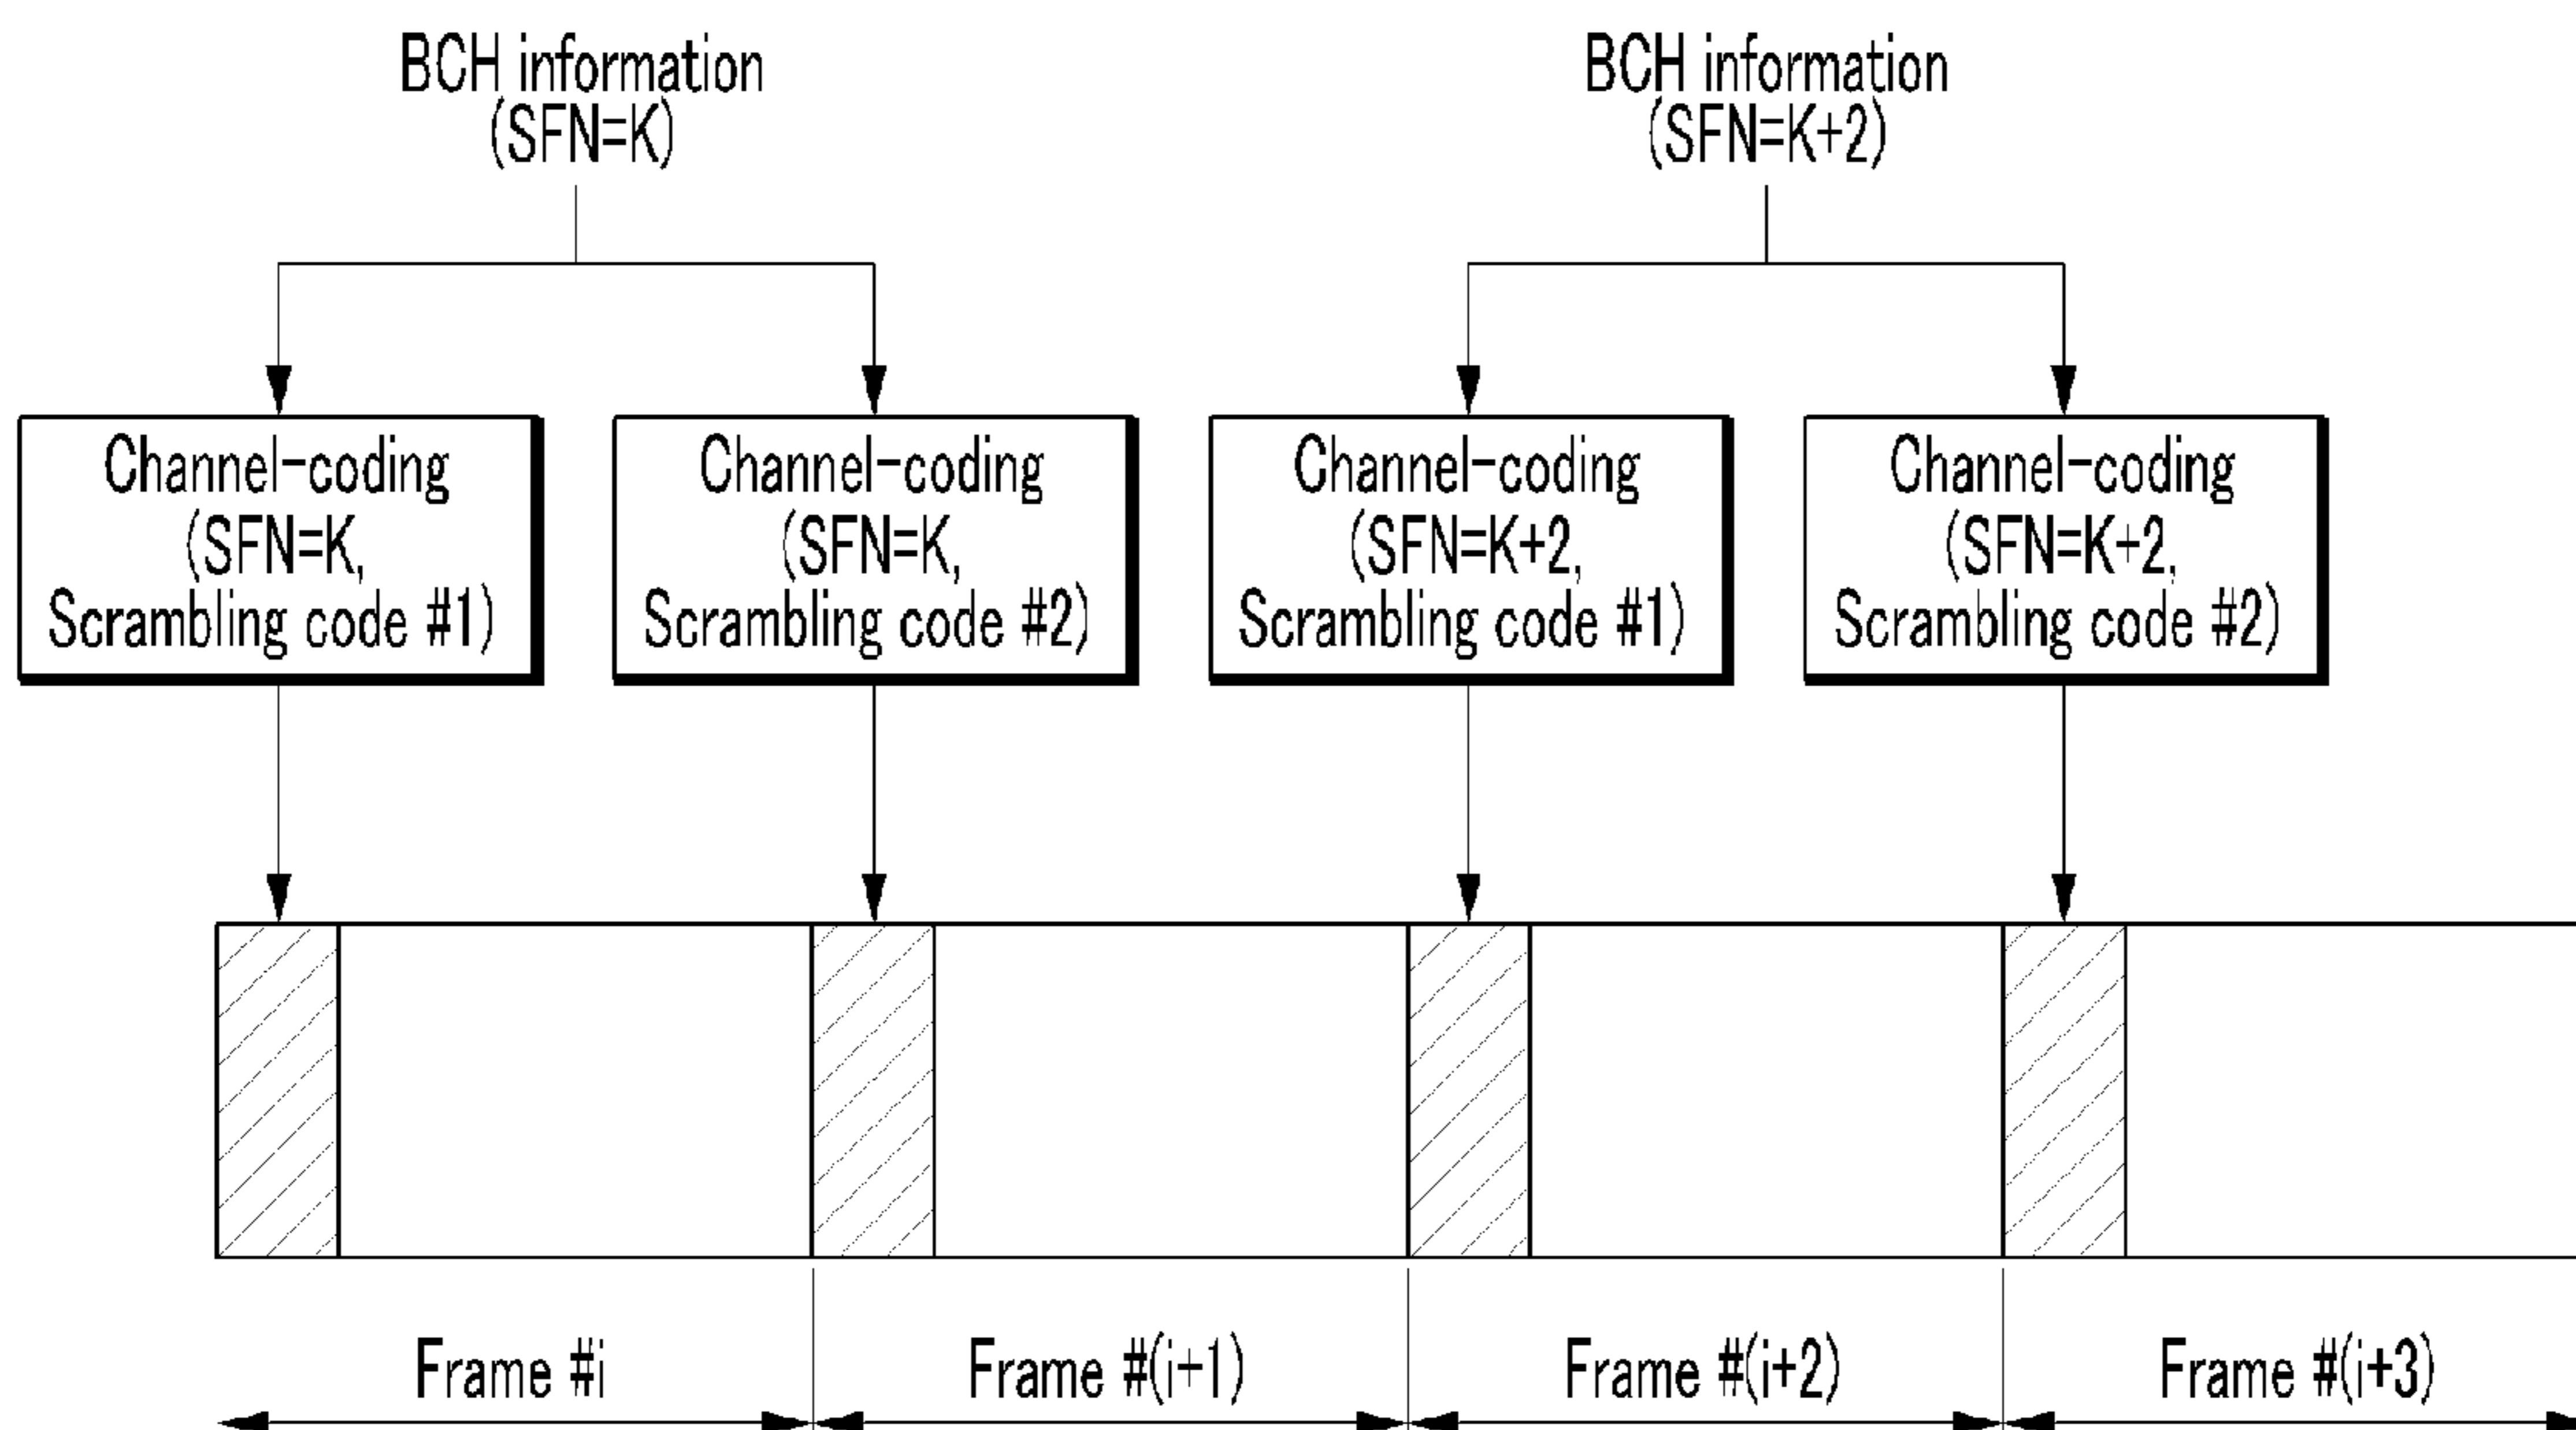 BCH information
(SFN=K)
BCH information
(SFN=K+2)
Channel-coding
(SFN=K,
Scrambling code #1)
Channel-coding
(SFN=K,
Scrambling code #2)
Channel-coding
(SFN=K+2,
Scrambling code #1)
Channel-coding
(SFN=K+2,
Scrambling code #2)
Frame #i
Frame #(i+1)
Frame #(i+2)
Frame #(i+3)